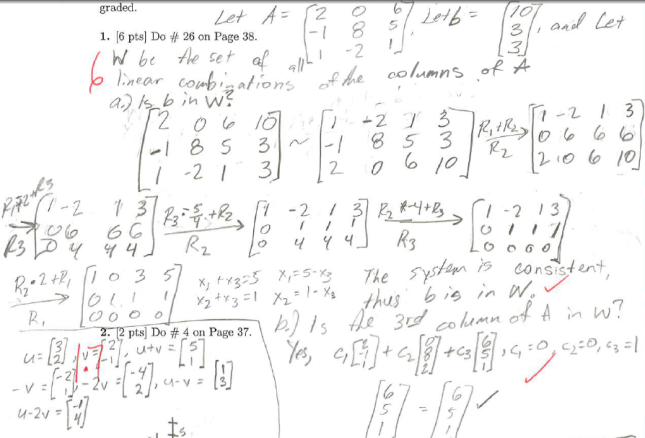 graded.
Let A = [2 0 6; -1 8 5; 1 -2 1], Let b = [10; 3; 3], and Let
1. [6 pts] Do # 26 on Page 38.
W be the set of all
6
linear combinations of the columns of A
a.) Is b in W?
[2 0 6 10; -1 8 5 3; 1 -2 1 3] ~ [1 -2 1 3; -1 8 5 3; 2 0 6 10] R₁+R₂ → R₂ [1 -2 1 3; 0 6 6 6; 2 0 6 10]
R3 [1 -2 1 3; 0 6 6 6; 0 4 4 4] → R₂ [1 -2 1 3; 0 1 1 1; 0 4 4 4] R₂*-4+R₃ → R₃ [1 -2 1 3; 0 1 1 1; 0 0 0 0]
R₂·2+R₁ → R₁ [1 0 3 5; 0 1 1 1; 0 0 0 0] x₁+x3=5 x₁=5-x₃ The system is consistent,
x₂+x3=1 x₂=1-x₃ thus b is in W. ✓
b.) Is the 3rd column of A in W?
2. [2 pts] Do # 4 on Page 37.
Yes, c₁[2; -1; 1] + c₂[0; 8; -2] + c3[6; 5; 1], c₁=0, c₂=0, c₃=1
u=[3; 2], v=[2; -1], u+v=[5; 1]
-v=[-2; 1], -2v=[-4; 2], u-v=[1; 3]
[6; 5; 1] = [6; 5; 1] ✓
u-2v=[-1; 4]